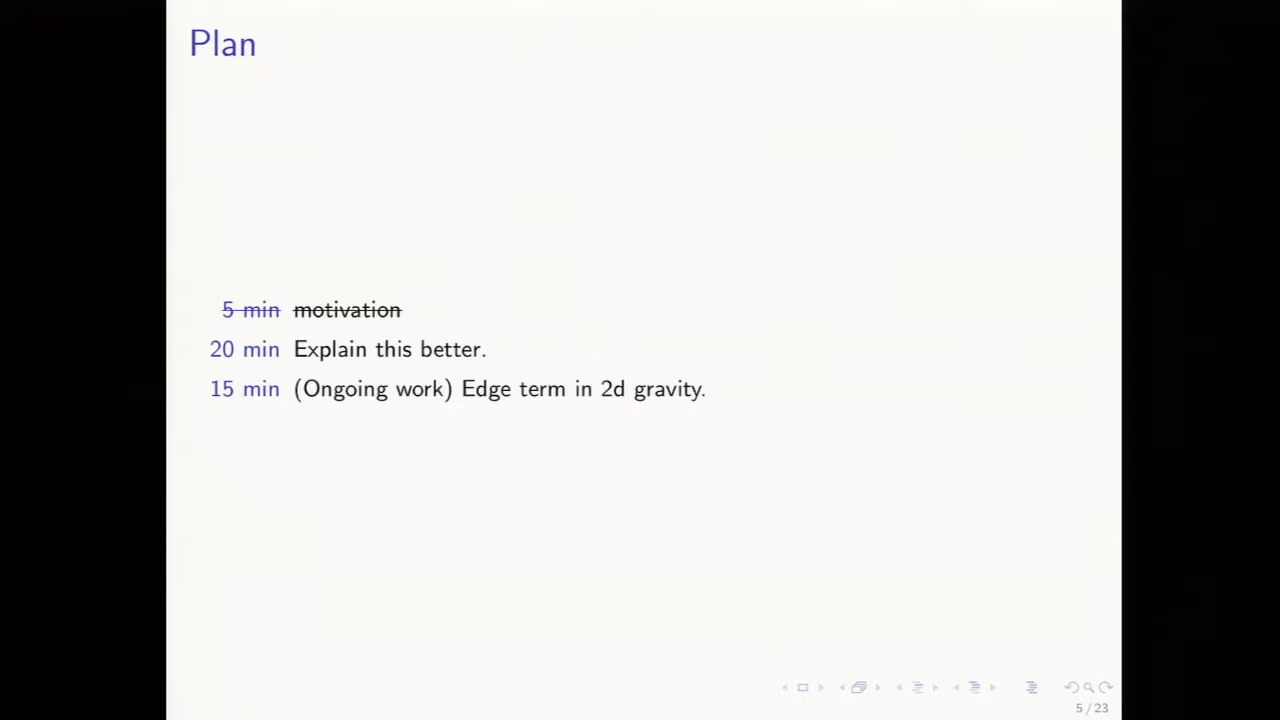 Plan
5 min motivation
20 min Explain this better.
15 min (Ongoing work) Edge term in 2d gravity.
5 / 23